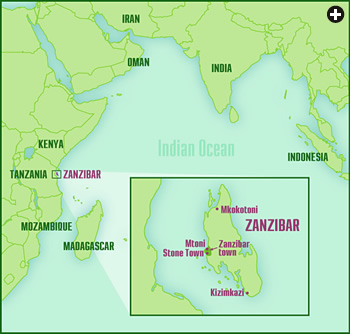 IRAN
OMAN
INDIA
Indian Ocean
KENYA
INDONESIA
TANZANIA
ZANZIBAR
MOZAMBIQUE
MADAGASCAR
Mkokotoni
ZANZIBAR
Mtoni
Stone Town
Zanzibar
town
Kizimkazi